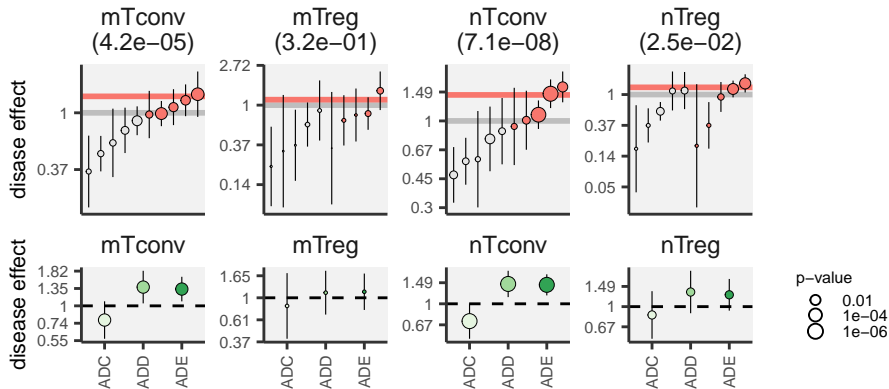 mTconv
(4.2e−05)
mTreg
(3.2e−01)
nTconv
(7.1e−08)
nTreg
(2.5e−02)
disase effect
1
0.37
2.72
1
0.37
0.14
1.49
1
0.67
0.45
0.3
1
0.37
0.14
0.05
mTconv
mTreg
nTconv
nTreg
disease effect
1.82
1.35
1
0.74
0.55
1.65
1
0.61
0.37
1.49
1
0.67
1.49
1
0.67
ADC
ADD
ADE
ADC
ADD
ADE
ADC
ADD
ADE
ADC
ADD
ADE
p−value
0.01
1e−04
1e−06